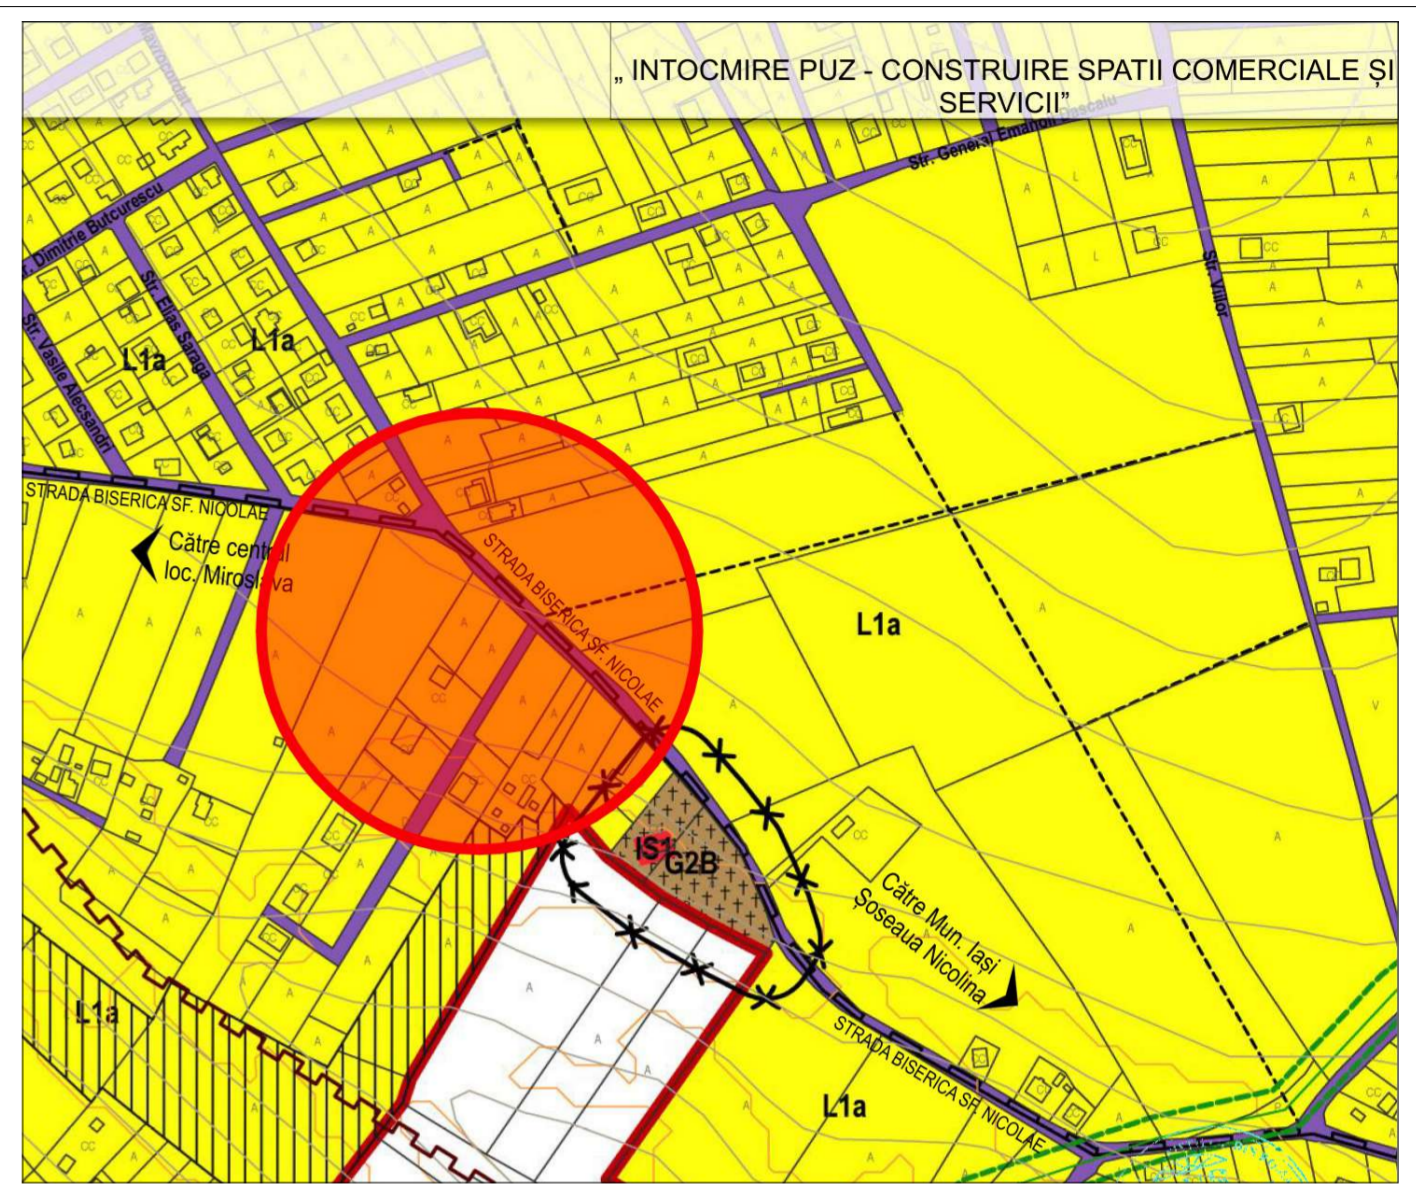 „ INTOCMIRE PUZ - CONSTRUIRE SPATII COMERCIALE ȘI
SERVICII”
Mavrocordat
Str. General Emanoil Dascalu
r. Dimitrie Butcurescu
Str. Elias Saraga
Str. Vasile Alecsandri
Str. Viilor
L1a
L1a
STRADA BISERICA SF. NICOLAE
Către centrul
loc. Miroslava
STRADA BISERICA SF. NICOLAE
L1a
IS1
G2B
Către Mun. Iași
Șoseaua Nicolina
L1a
STRADA BISERICA SF. NICOLAE
L1a